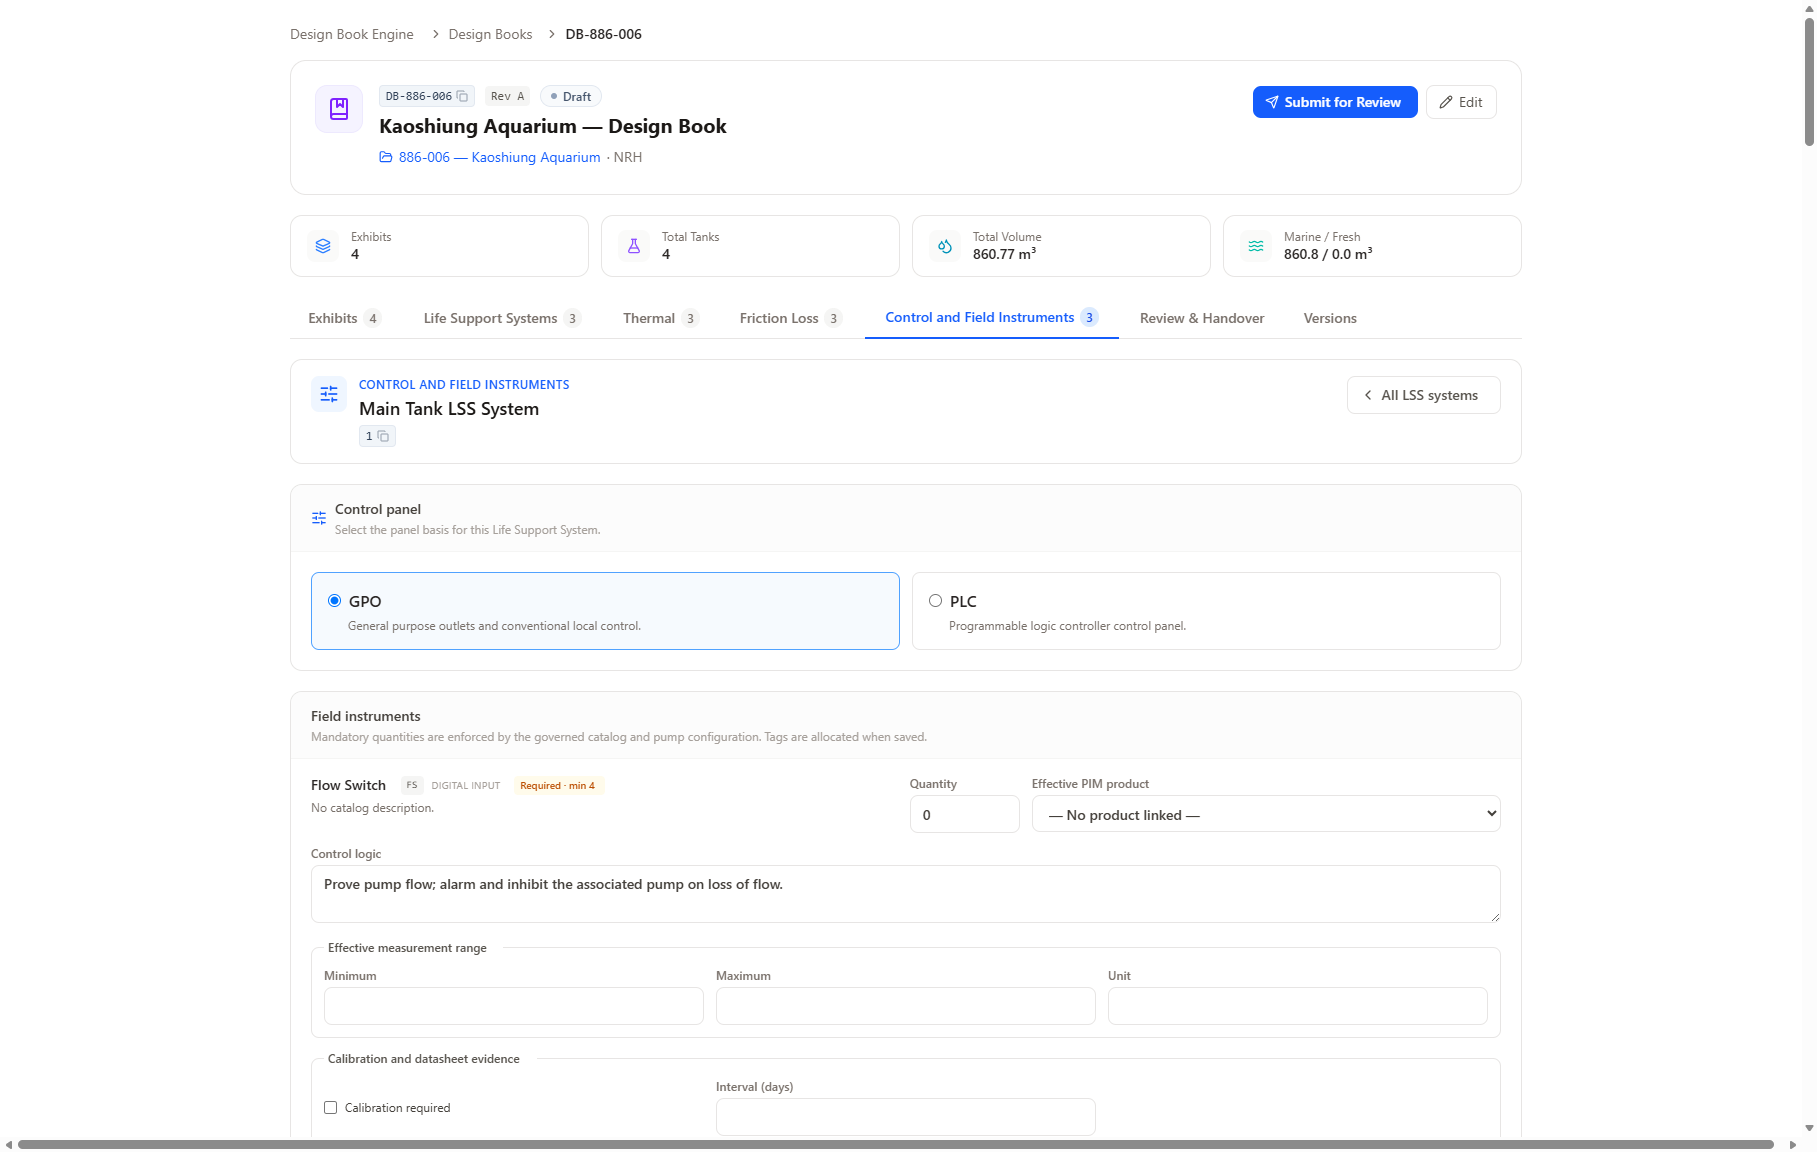 Design Book Engine > Design Books > DB-886-006
DB-886-006 Rev A Draft
Submit for Review Edit
Kaoshiung Aquarium — Design Book
886-006 — Kaoshiung Aquarium · NRH
Exhibits
4
Total Tanks
4
Total Volume
860.77 m³
Marine / Fresh
860.8 / 0.0 m³
Exhibits 4 Life Support Systems 3 Thermal 3 Friction Loss 3 Control and Field Instruments 3 Review & Handover Versions
CONTROL AND FIELD INSTRUMENTS
Main Tank LSS System
1
All LSS systems
Control panel
Select the panel basis for this Life Support System.
GPO
General purpose outlets and conventional local control.
PLC
Programmable logic controller control panel.
Field instruments
Mandatory quantities are enforced by the governed catalog and pump configuration. Tags are allocated when saved.
Flow Switch FS DIGITAL INPUT Required · min 4
No catalog description.
Quantity
0
Effective PIM product
— No product linked —
Control logic
Prove pump flow; alarm and inhibit the associated pump on loss of flow.
Effective measurement range
Minimum Maximum Unit
Calibration and datasheet evidence
Calibration required
Interval (days)